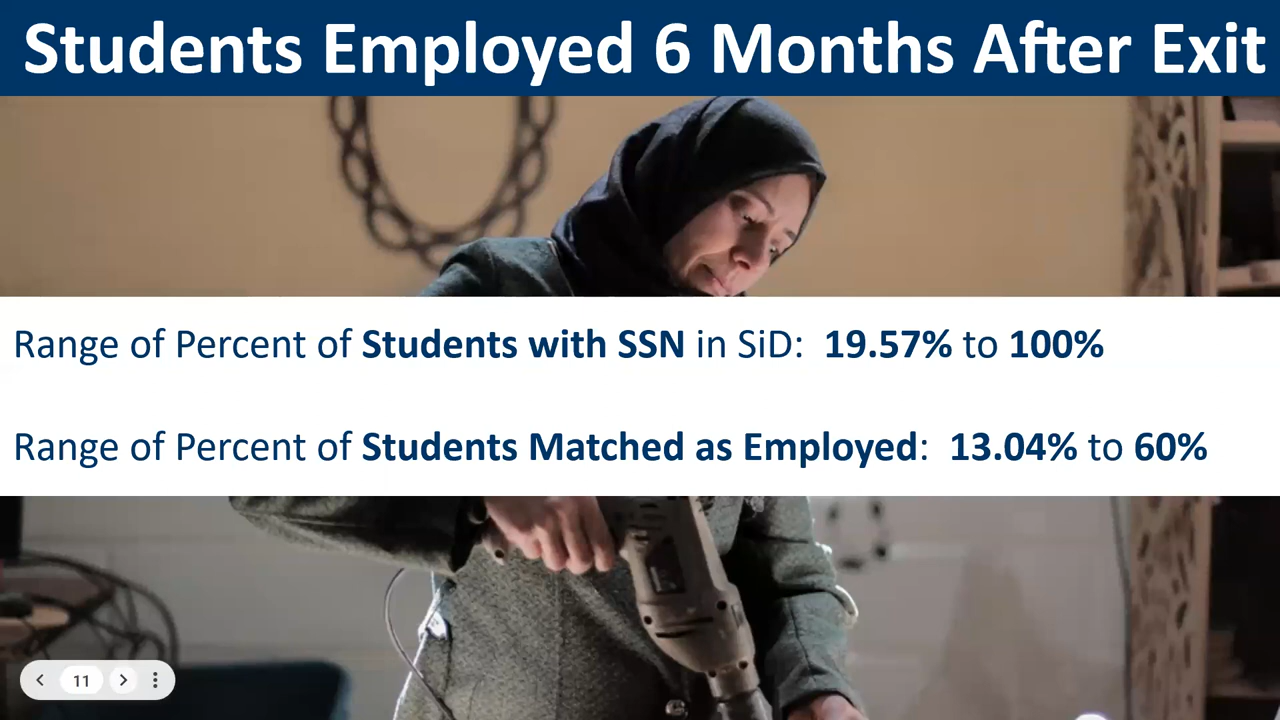 Students Employed 6 Months After Exit
Range of Percent of Students with SSN in SiD: 19.57% to 100%
Range of Percent of Students Matched as Employed: 13.04% to 60%
11